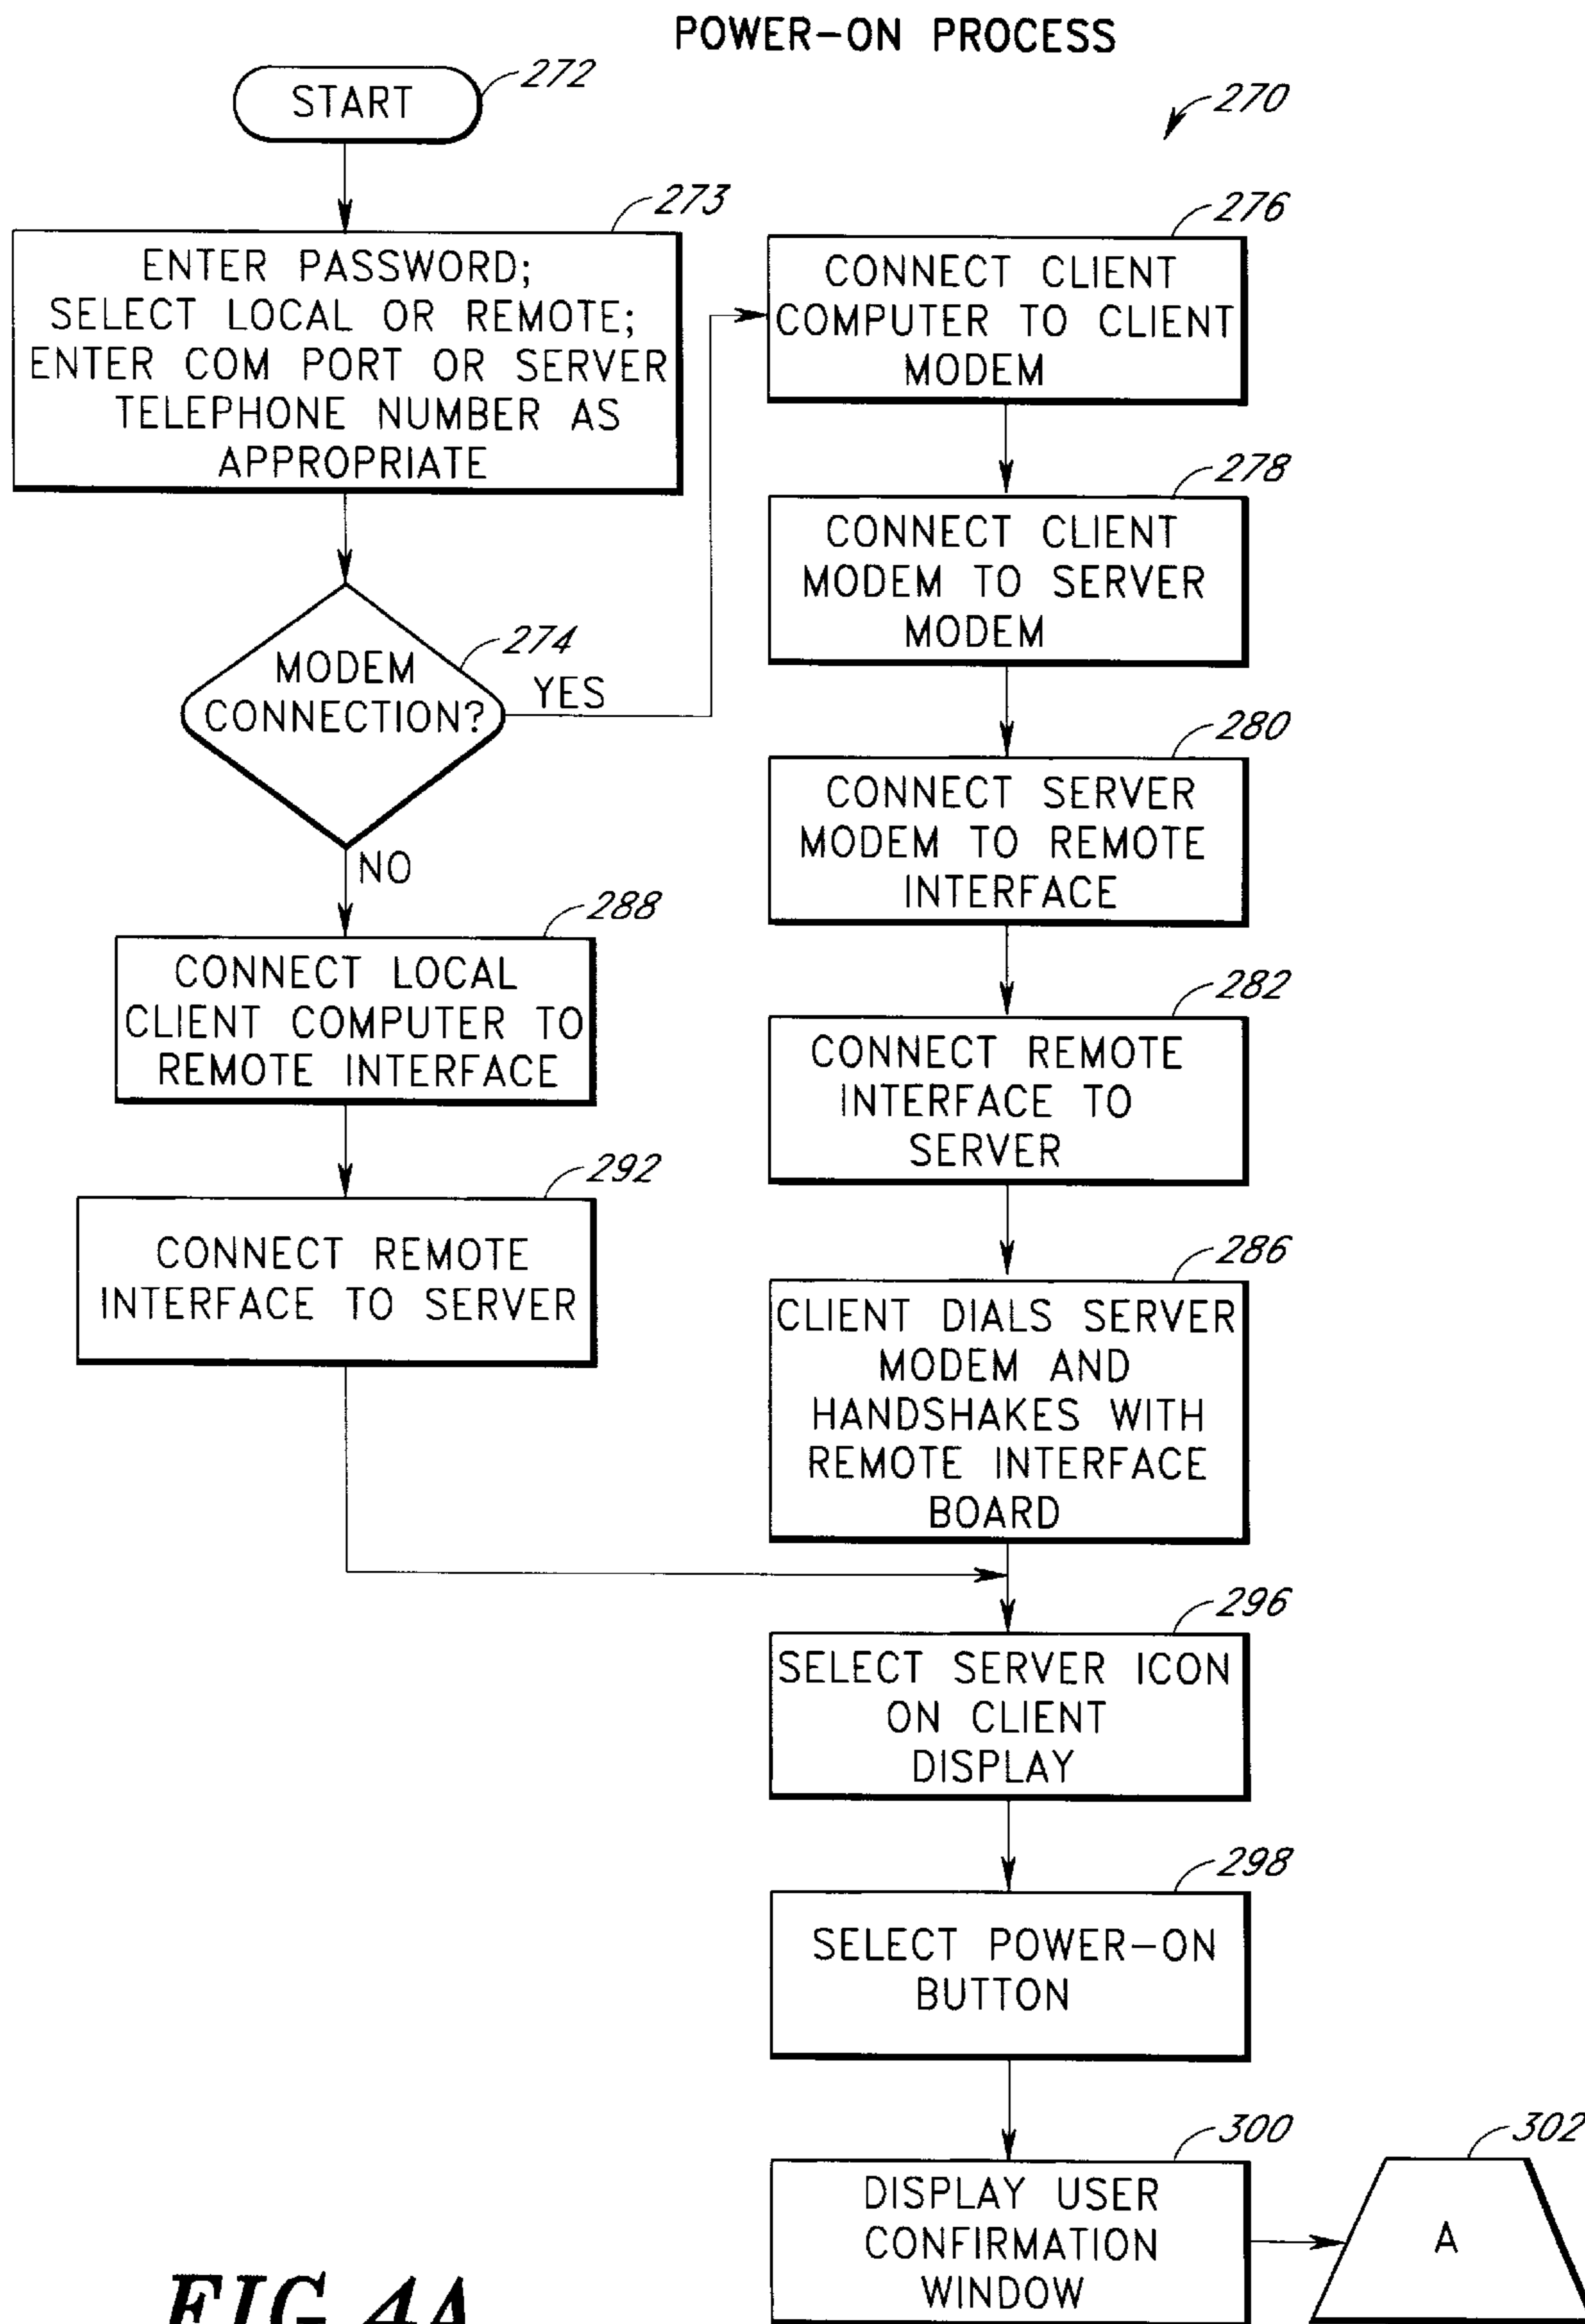 POWER-ON PROCESS
START
272
270
273
ENTER PASSWORD;
SELECT LOCAL OR REMOTE;
ENTER COM PORT OR SERVER
TELEPHONE NUMBER AS
APPROPRIATE
274
MODEM
CONNECTION?
YES
NO
276
CONNECT CLIENT
COMPUTER TO CLIENT
MODEM
278
CONNECT CLIENT
MODEM TO SERVER
MODEM
280
CONNECT SERVER
MODEM TO REMOTE
INTERFACE
282
CONNECT REMOTE
INTERFACE TO
SERVER
286
CLIENT DIALS SERVER
MODEM AND
HANDSHAKES WITH
REMOTE INTERFACE
BOARD
288
CONNECT LOCAL
CLIENT COMPUTER TO
REMOTE INTERFACE
292
CONNECT REMOTE
INTERFACE TO SERVER
296
SELECT SERVER ICON
ON CLIENT
DISPLAY
298
SELECT POWER-ON
BUTTON
300
DISPLAY USER
CONFIRMATION
WINDOW
302
A
FIG. 4A